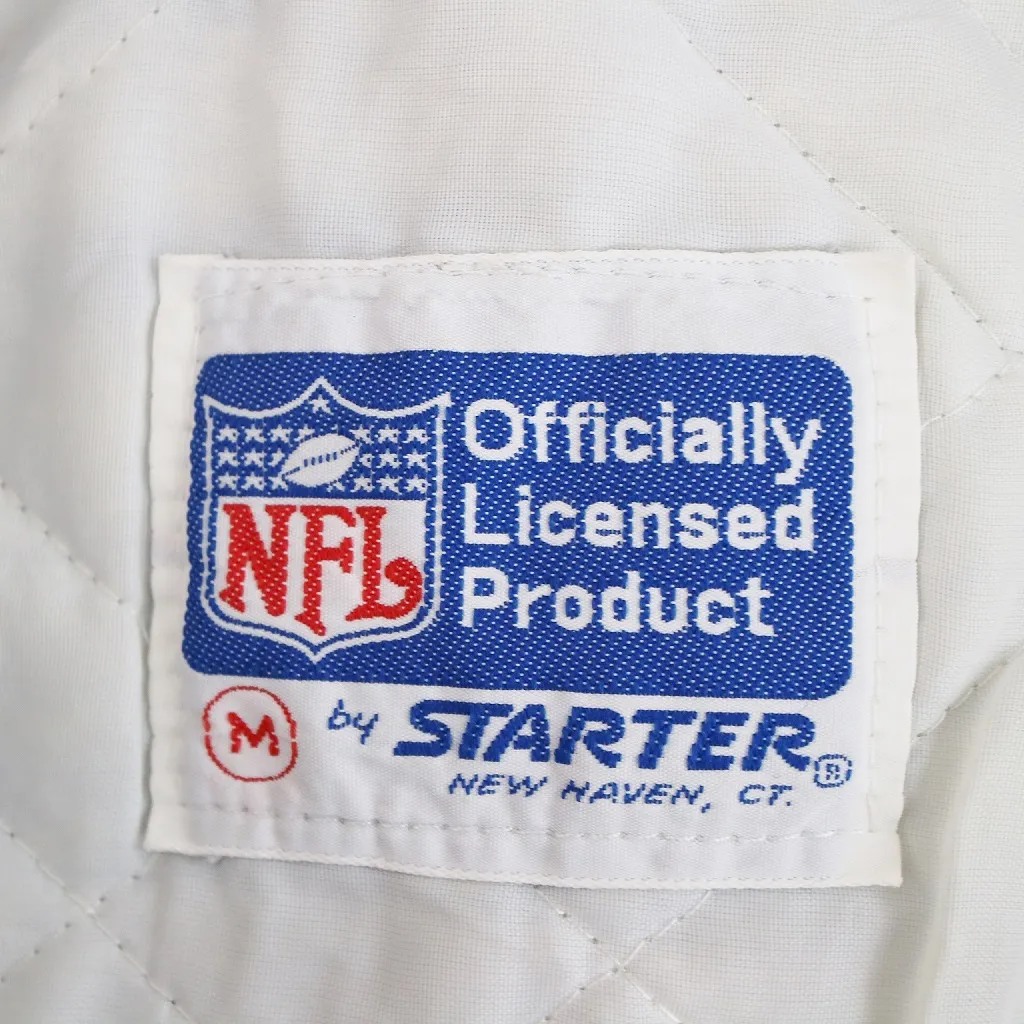 NFL
Officially
Licensed
Product
M
by STARTER®
NEW HAVEN, CT.